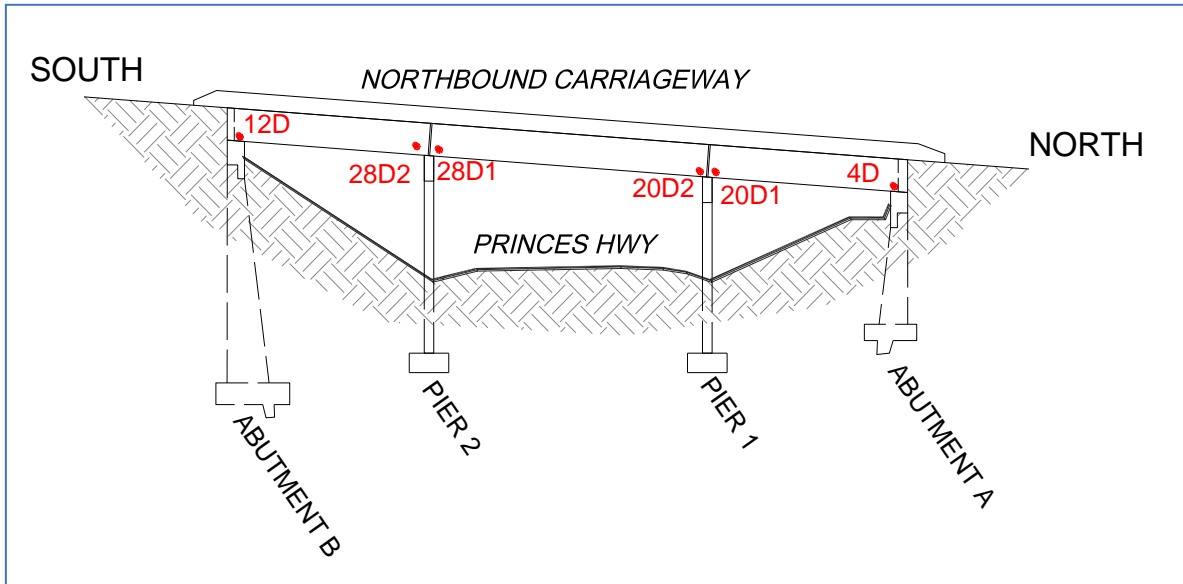 SOUTH
NORTHBOUND CARRIAGEWAY
12D
NORTH
28D2
28D1
20D2
20D1
4D
PRINCES HWY
ABUTMENT B
PIER 2
PIER 1
ABUTMENT A